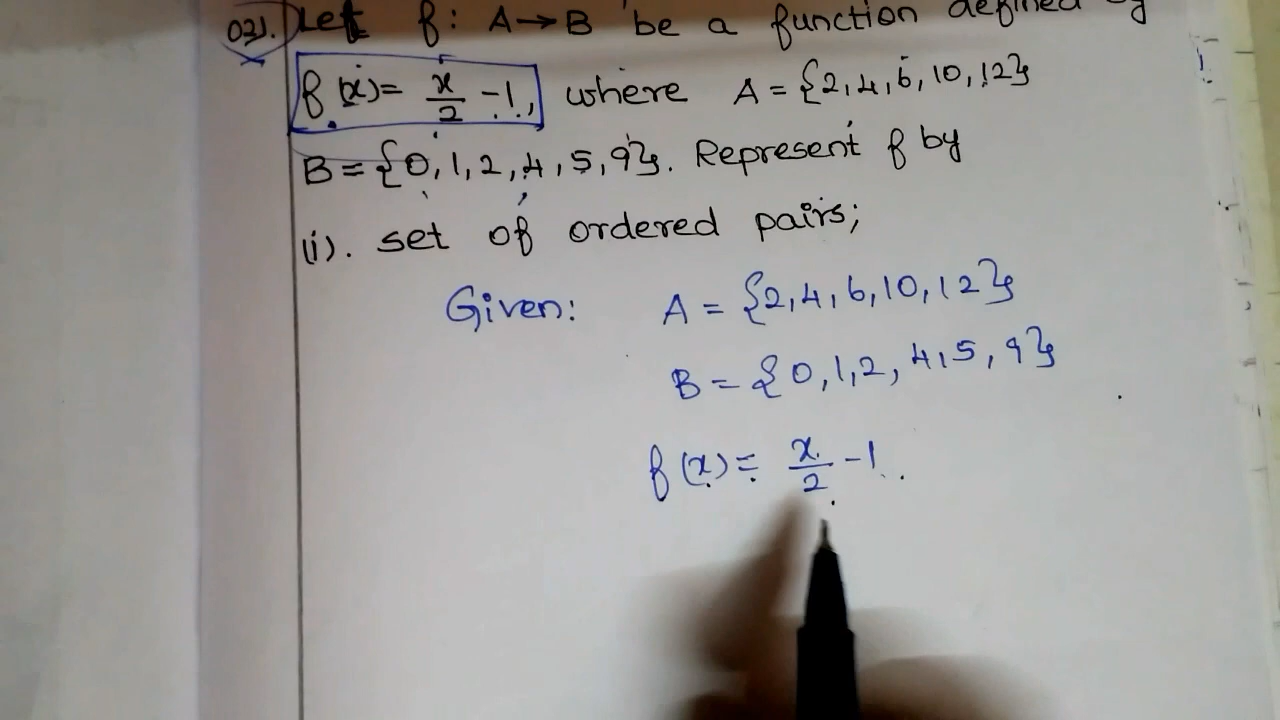 03). Let f: A→B be a function defined by
f(x) = x/2 - 1, where A = {2, 4, 6, 10, 12}
B = {0, 1, 2, 4, 5, 9}. Represent f by
(i). set of ordered pairs;
Given: A = {2, 4, 6, 10, 12}
B = {0, 1, 2, 4, 5, 9}
f(x) = x/2 - 1